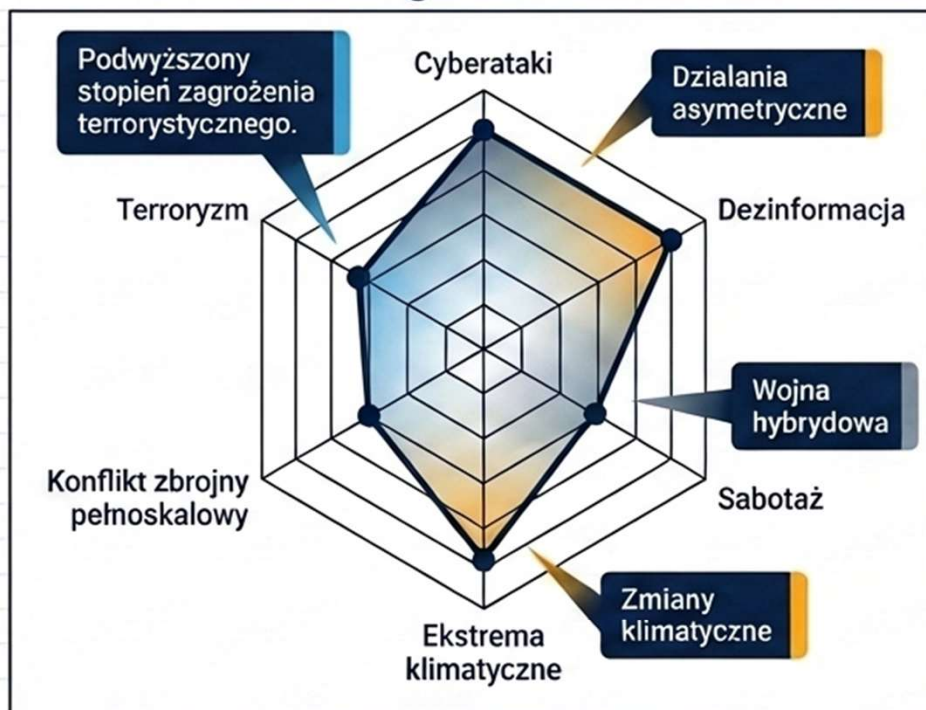 Podwyższony
stopień zagrożenia
terrorystycznego.
Cyberataki
Dzialania
asymetryczne
Terroryzm
Dezinformacja
Wojna
hybrydowa
Konflikt zbrojny
pełnoskalowy
Sabotaż
Ekstrema
klimatyczne
Zmiany
klimatyczne